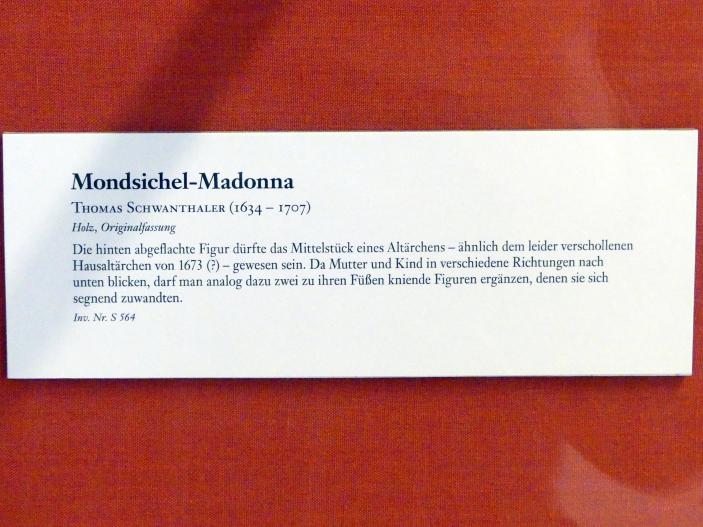 Mondsichel-Madonna
Thomas Schwanthaler (1634 – 1707)
Holz, Originalfassung
Die hinten abgeflachte Figur dürfte das Mittelstück eines Altärchens – ähnlich dem leider verschollenen
Hausaltärchen von 1673 (?) – gewesen sein. Da Mutter und Kind in verschiedene Richtungen nach
unten blicken, darf man analog dazu zwei zu ihren Füßen kniende Figuren ergänzen, denen sie sich
segnend zuwandten.
Inv. Nr. S 564